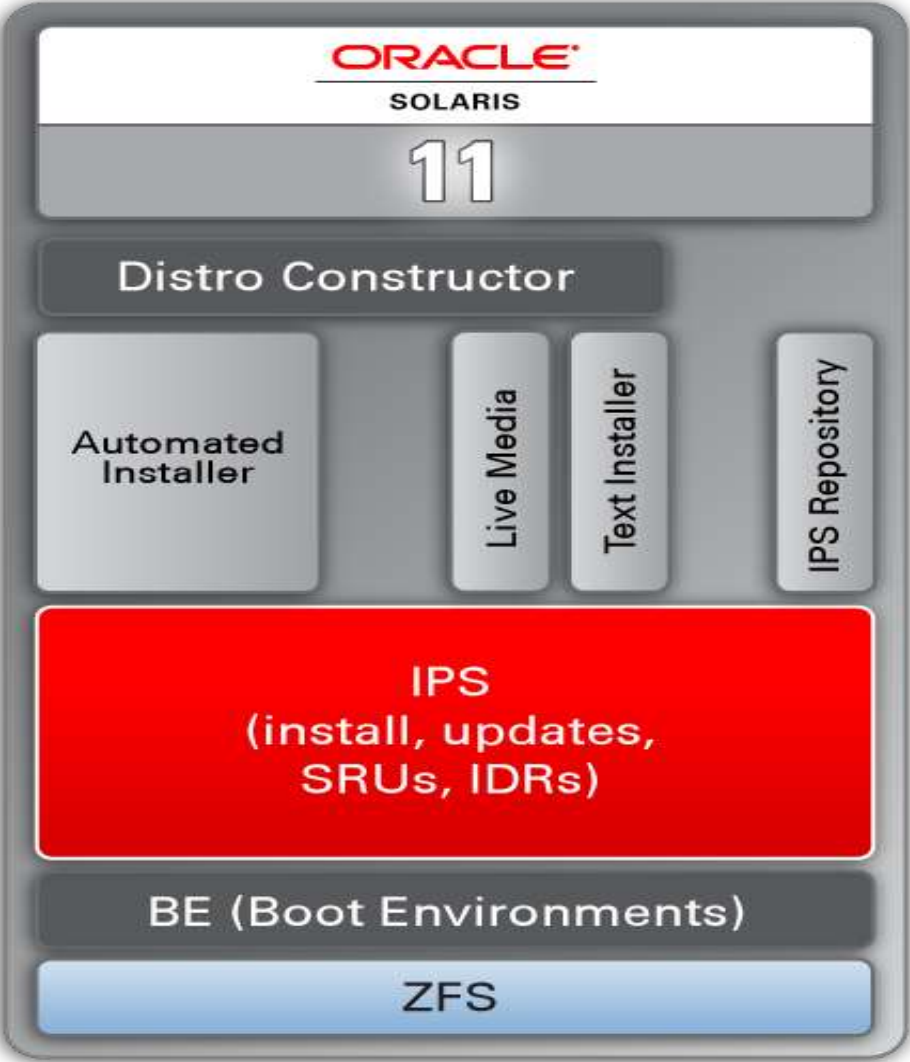 ORACLE
SOLARIS
11
Distro Constructor
Automated
Installer
Live Media
Text Installer
IPS Repository
IPS
(install, updates,
SRUs, IDRs)
BE (Boot Environments)
ZFS